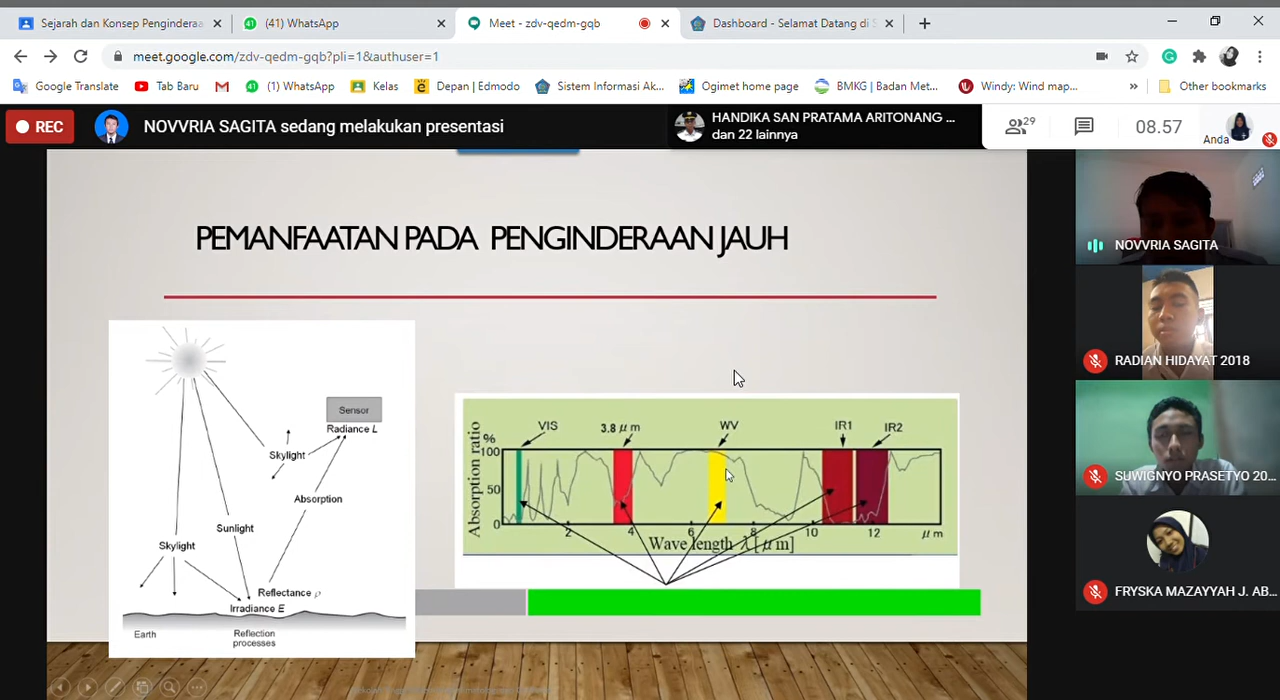 Sejarah dan Konsep Penginderaa
(41) WhatsApp
Meet - zdv-qedm-gqb
Dashboard - Selamat Datang di S
meet.google.com/zdv-qedm-gqb?pli=1&authuser=1
Google Translate
Tab Baru
(1) WhatsApp
Kelas
Depan | Edmodo
Sistem Informasi Ak...
Ogimet home page
BMKG | Badan Met...
Windy: Wind map...
»
Other bookmarks
REC
NOVVRIA SAGITA sedang melakukan presentasi
HANDIKA SAN PRATAMA ARITONANG ...
dan 22 lainnya
29
08.57
Anda
PEMANFAATAN PADA PENGINDERAAN JAUH
Sensor
Radiance L
Skylight
Absorption
Sunlight
Skylight
Reflectance ρ
Irradiance E
Earth
Reflection
processes
Absorption ratio
%
100
50
0
VIS
3.8 μ m
WV
IR1
IR2
2
4
6
8
10
12
μ m
Wave length λ [μ m]
NOVVRIA SAGITA
RADIAN HIDAYAT 2018
SUWIGNYO PRASETYO 20...
FRYSKA MAZAYYAH J. AB...